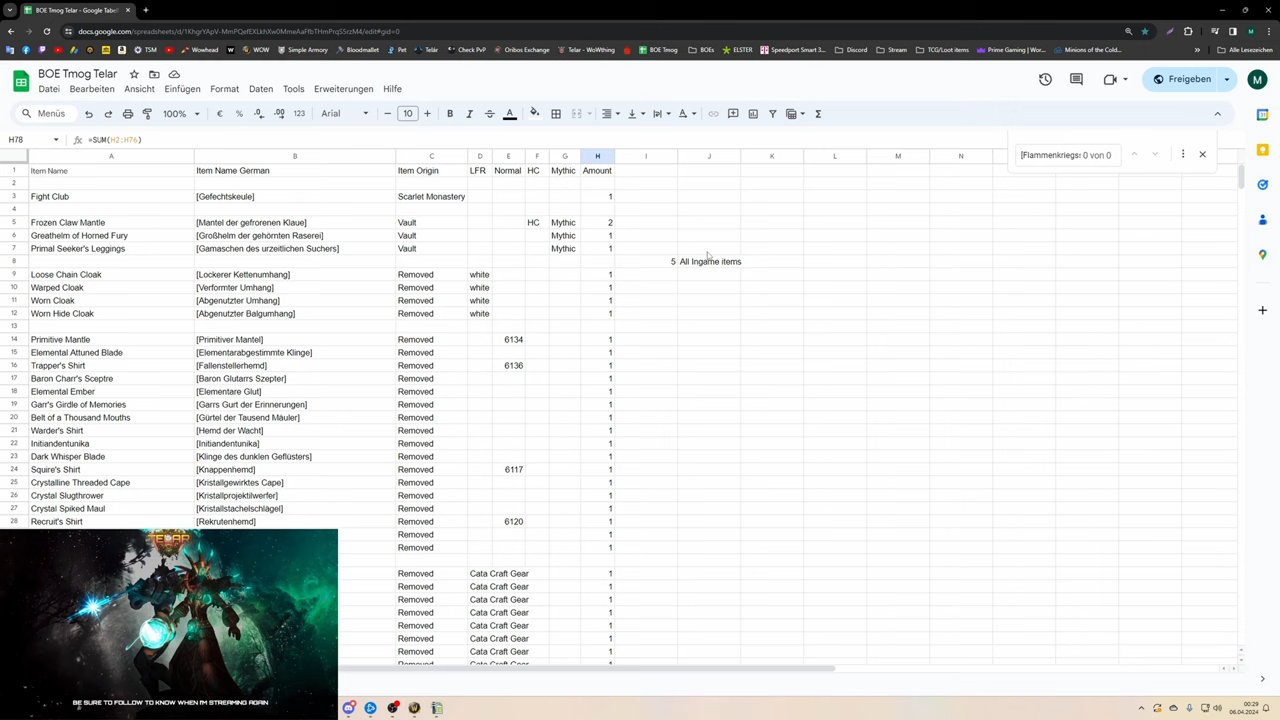 BOE Tmog Telar - Google Tabel
docs.google.com/spreadsheets/d/1KhgrYApV-MmPQefEXLkhXw0MmeAaFfbTHmPrqS5rzM4/edit#gid=0
TSM Wowhead WOW Simple Armory Bloodmallet Pet Telär Check PvP Oribos Exchange Telar - WoWthing BOE Tmog BOEs ELSTER Speedport Smart 3... Discord Stream TCG/Loot items Prime Gaming | Wor... Minions of the Cold... Alle Lesezeichen
BOE Tmog Telar
Datei Bearbeiten Ansicht Einfügen Format Daten Tools Erweiterungen Hilfe
Freigeben M
Menüs 100% € % .0 .00 123 Arial 10 B I A Σ
H78 fx =SUM(H2:H76)
[Flammenkriegs: 0 von 0
A B C D E F G H I J K L M N
1 Item Name Item Name German Item Origin LFR Normal HC Mythic Amount
2
3 Fight Club [Gefechtskeule] Scarlet Monastery 1
4
5 Frozen Claw Mantle [Mantel der gefrorenen Klaue] Vault HC Mythic 2
6 Greathelm of Horned Fury [Großhelm der gehörnten Raserei] Vault Mythic 1
7 Primal Seeker's Leggings [Gamaschen des urzeitlichen Suchers] Vault Mythic 1
8 5 All Ingame items
9 Loose Chain Cloak [Lockerer Kettenumhang] Removed white 1
10 Warped Cloak [Verformter Umhang] Removed white 1
11 Worn Cloak [Abgenutzter Umhang] Removed white 1
12 Worn Hide Cloak [Abgenutzter Balgumhang] Removed white 1
13
14 Primitive Mantle [Primitiver Mantel] Removed 6134 1
15 Elemental Attuned Blade [Elementarabgestimmte Klinge] Removed 1
16 Trapper's Shirt [Fallenstellerhemd] Removed 6136 1
17 Baron Charr's Sceptre [Baron Glutarrs Szepter] Removed 1
18 Elemental Ember [Elementare Glut] Removed 1
19 Garr's Girdle of Memories [Garrs Gurt der Erinnerungen] Removed 1
20 Belt of a Thousand Mouths [Gürtel der Tausend Mäuler] Removed 1
21 Warder's Shirt [Hemd der Wacht] Removed 1
22 Initiandentunika [Initiandentunika] Removed 1
23 Dark Whisper Blade [Klinge des dunklen Geflüsters] Removed 1
24 Squire's Shirt [Knappenhemd] Removed 6117 1
25 Crystalline Threaded Cape [Kristallgewirktes Cape] Removed 1
26 Crystal Slugthrower [Kristallprojektilwerfer] Removed 1
27 Crystal Spiked Maul [Kristallstachelschlägel] Removed 1
28 Recruit's Shirt [Rekrutenhemd] Removed 6120 1
Removed 1
Removed 1
Removed Cata Craft Gear 1
Removed Cata Craft Gear 1
Removed Cata Craft Gear 1
Removed Cata Craft Gear 1
Removed Cata Craft Gear 1
Removed Cata Craft Gear 1
Removed Cata Craft Gear 1
Removed Cata Craft Gear 1
TELAR
BE SURE TO FOLLOW TO KNOW WHEN I'M STREAMING AGAIN
00:29
06.04.2024